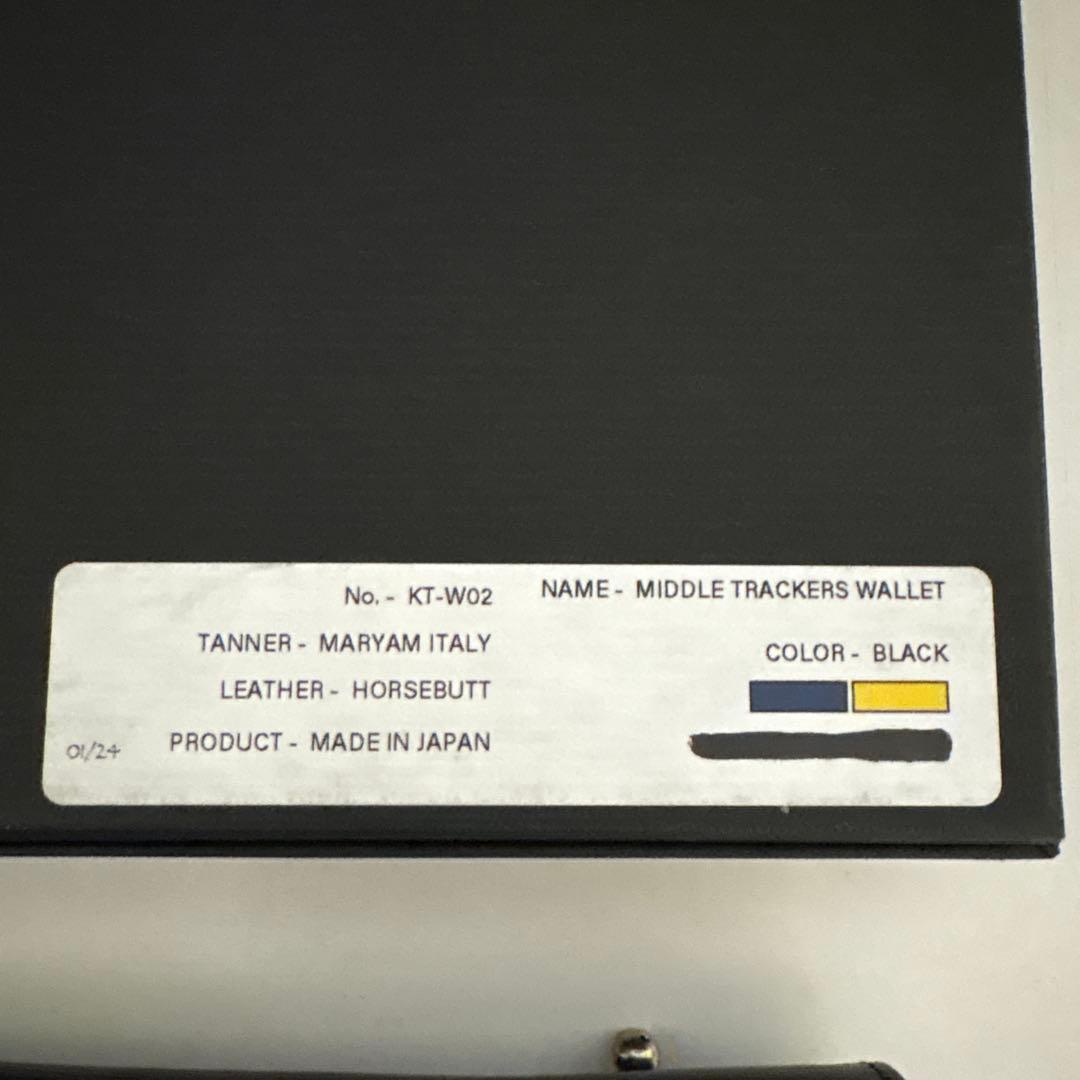 No. - KT-W02
NAME - MIDDLE TRACKERS WALLET
TANNER - MARYAM ITALY
COLOR - BLACK
LEATHER - HORSEBUTT
PRODUCT - MADE IN JAPAN
01/24